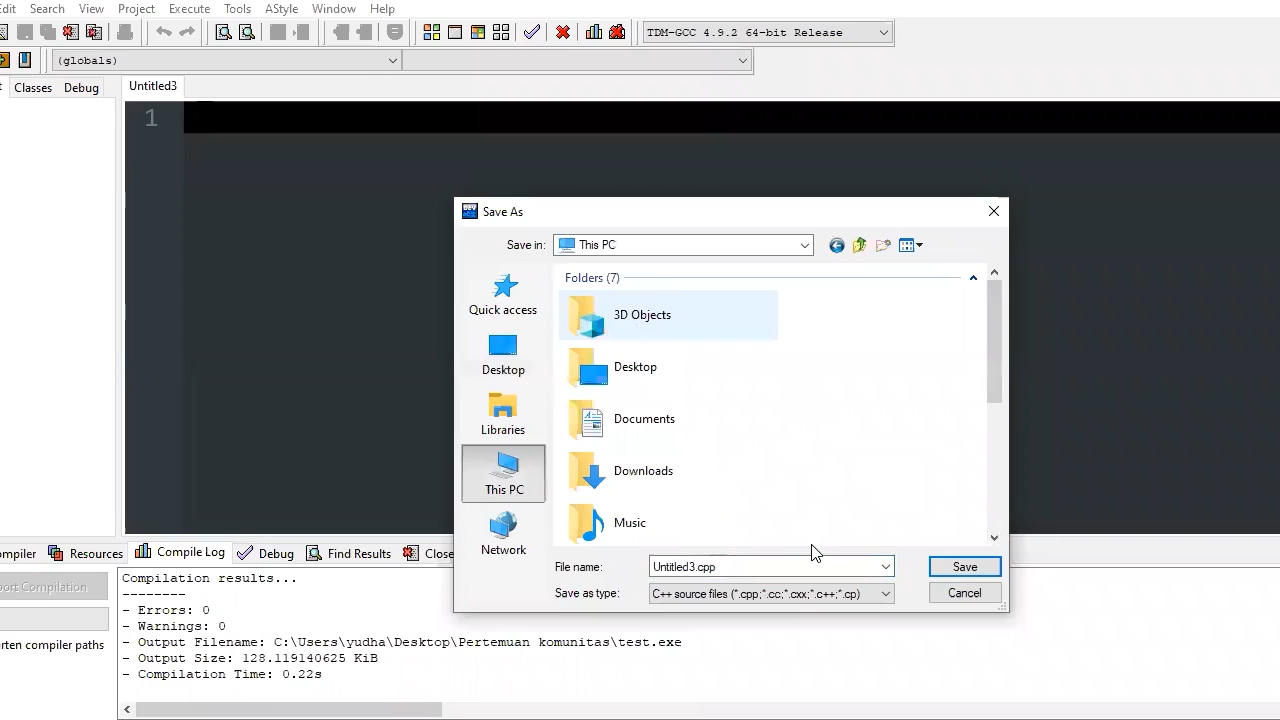 Edit Search View Project Execute Tools AStyle Window Help
TDM-GCC 4.9.2 64-bit Release
(globals)
Classes Debug Untitled3
1
Save As
Save in: This PC
Folders (7)
Quick access
3D Objects
Desktop
Desktop
Libraries
Documents
This PC
Downloads
Network
Music
File name: Untitled3.cpp Save
Save as type: C++ source files (*.cpp;*.cc;*.cxx;*.c++;*.cp) Cancel
mpiler Resources Compile Log Debug Find Results Close
port Compilation
rten compiler paths
Compilation results...
--------
- Errors: 0
- Warnings: 0
- Output Filename: C:\Users\yudha\Desktop\Pertemuan komunitas\test.exe
- Output Size: 128.119140625 KiB
- Compilation Time: 0.22s